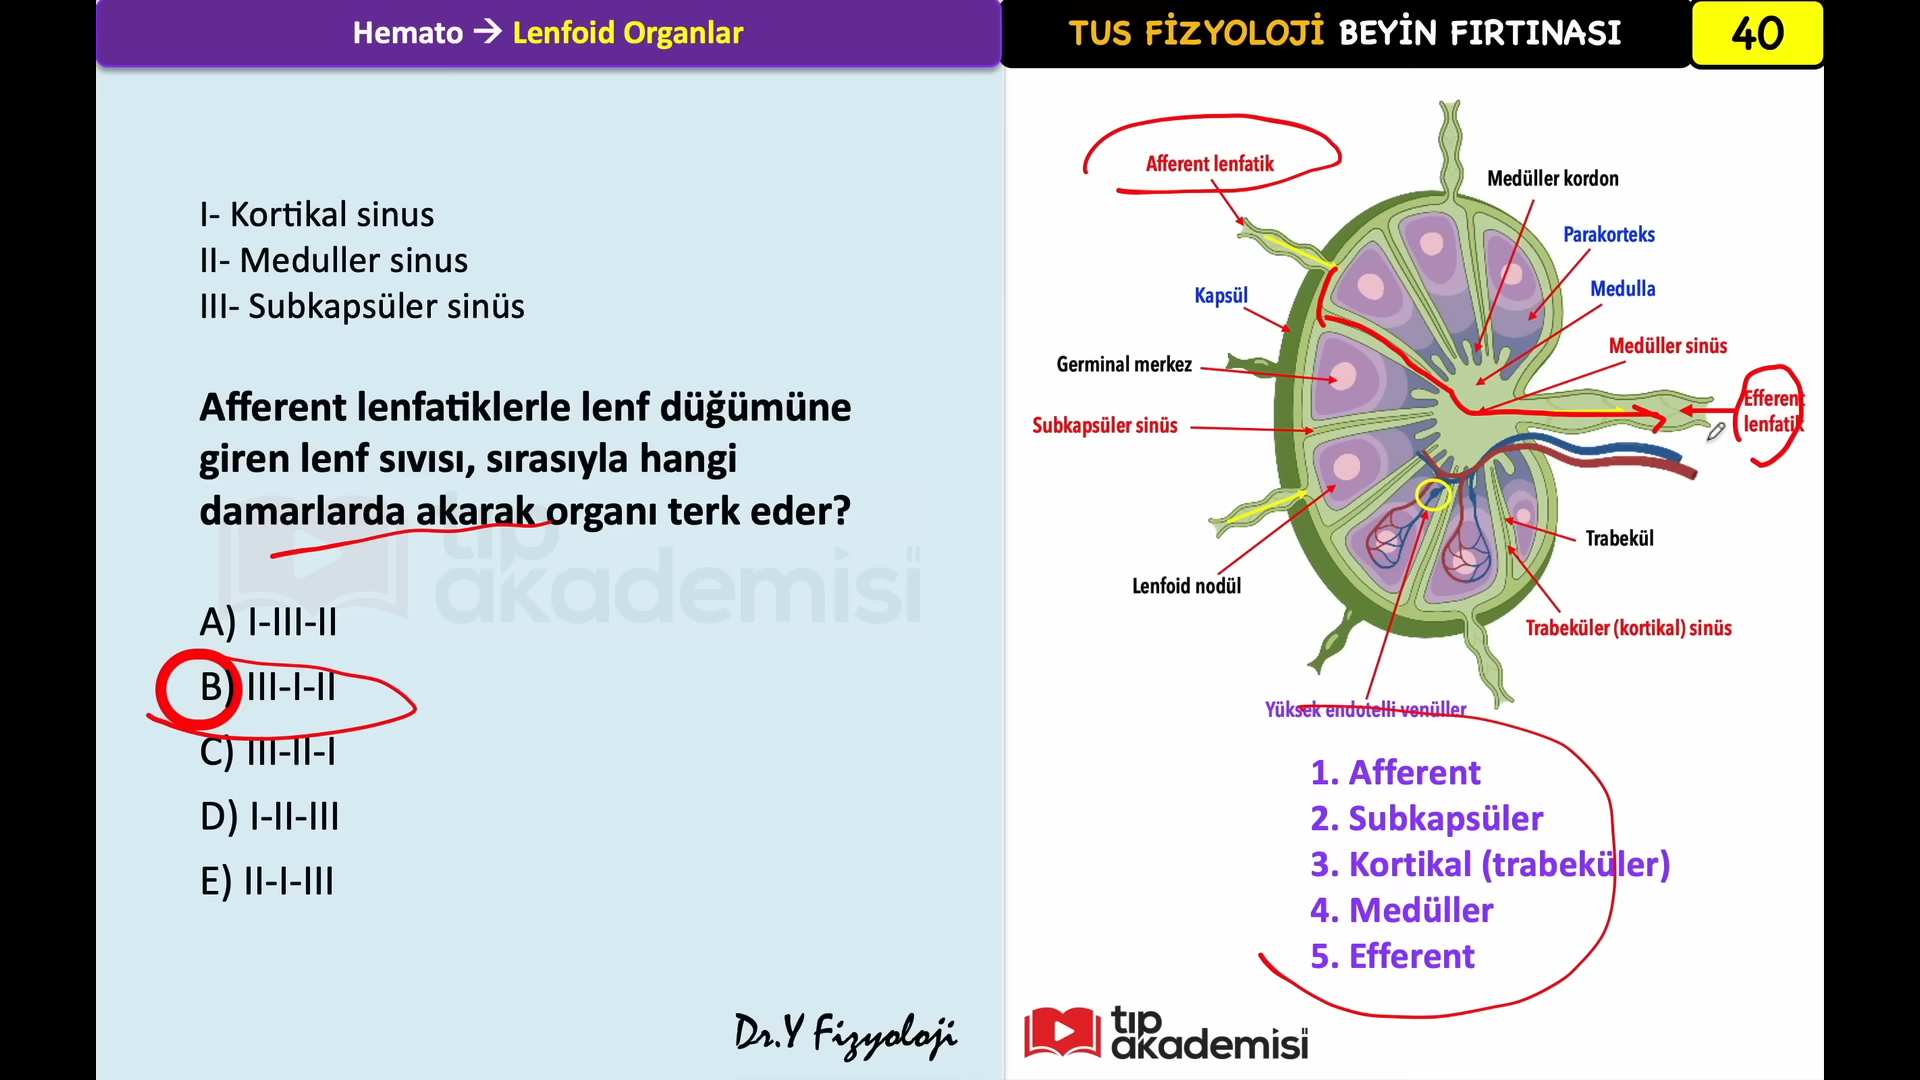 Hemato → Lenfoid Organlar
TUS FİZYOLOJİ BEYİN FIRTINASI
40
I- Kortikal sinus
II- Meduller sinus
III- Subkapsüler sinüs
Afferent lenfatiklerle lenf düğümüne
giren lenf sıvısı, sırasıyla hangi
damarlarda akarak organı terk eder?
A) I-III-II
B) III-I-II
C) III-II-I
D) I-II-III
E) II-I-III
tıp
akademisi
Dr.Y Fizyoloji
Afferent lenfatik
Medüller kordon
Parakorteks
Medulla
Kapsül
Medüller sinüs
Germinal merkez
Efferent
lenfatik
Subkapsüler sinüs
Trabekül
Lenfoid nodül
Trabeküler (kortikal) sinüs
Yüksek endotelli venüller
1. Afferent
2. Subkapsüler
3. Kortikal (trabeküler)
4. Medüller
5. Efferent
tıp
akademisi